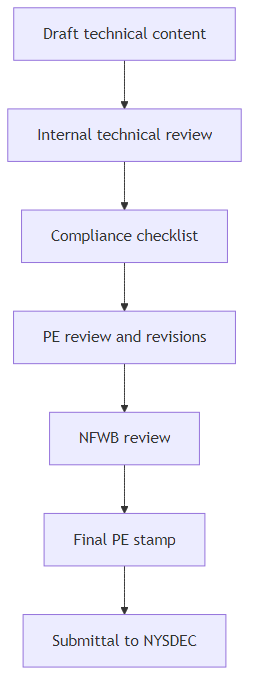 Draft technical content
Internal technical review
Compliance checklist
PE review and revisions
NFWB review
Final PE stamp
Submittal to NYSDEC